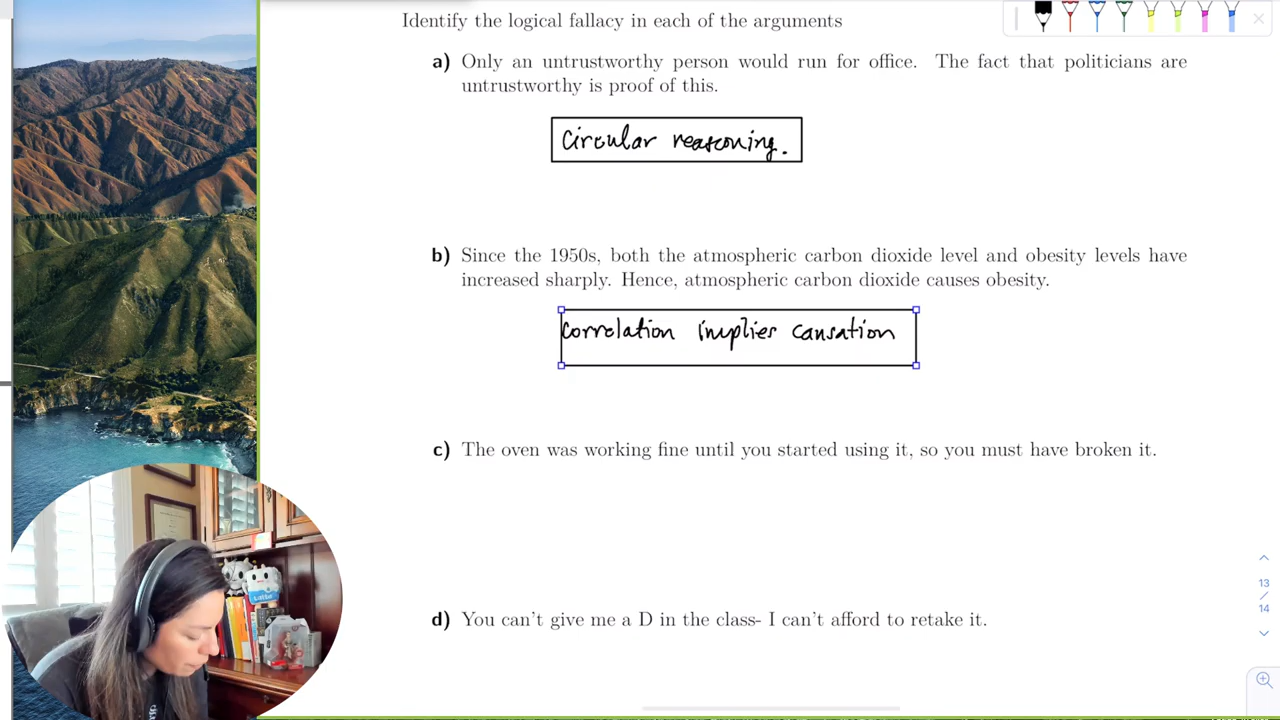 Identify the logical fallacy in each of the arguments
a) Only an untrustworthy person would run for office. The fact that politicians are
untrustworthy is proof of this.
Circular reasoning.
b) Since the 1950s, both the atmospheric carbon dioxide level and obesity levels have
increased sharply. Hence, atmospheric carbon dioxide causes obesity.
Correlation implies causation
c) The oven was working fine until you started using it, so you must have broken it.
d) You can't give me a D in the class- I can't afford to retake it.
13
/
14